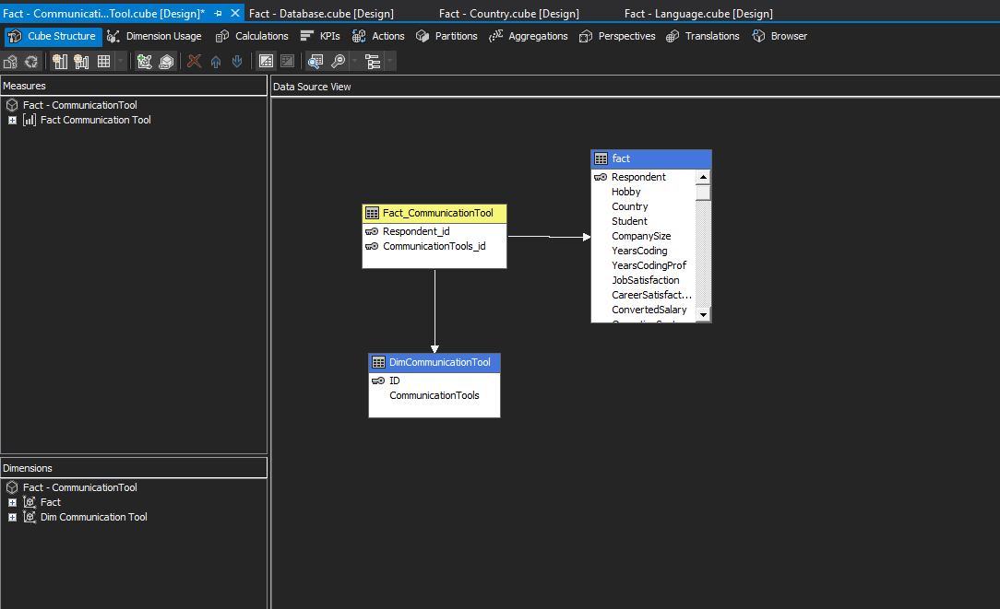 Fact - Communicati...Tool.cube [Design]* Fact - Database.cube [Design] Fact - Country.cube [Design] Fact - Language.cube [Design]
Cube Structure Dimension Usage Calculations KPIs Actions Partitions Aggregations Perspectives Translations Browser
Measures
Fact - CommunicationTool
Fact Communication Tool
Data Source View
fact
Respondent
Hobby
Country
Student
CompanySize
YearsCoding
YearsCodingProf
JobSatisfaction
CareerSatisfact...
ConvertedSalary
Fact_CommunicationTool
Respondent_id
CommunicationTools_id
DimCommunicationTool
ID
CommunicationTools
Dimensions
Fact - CommunicationTool
Fact
Dim Communication Tool